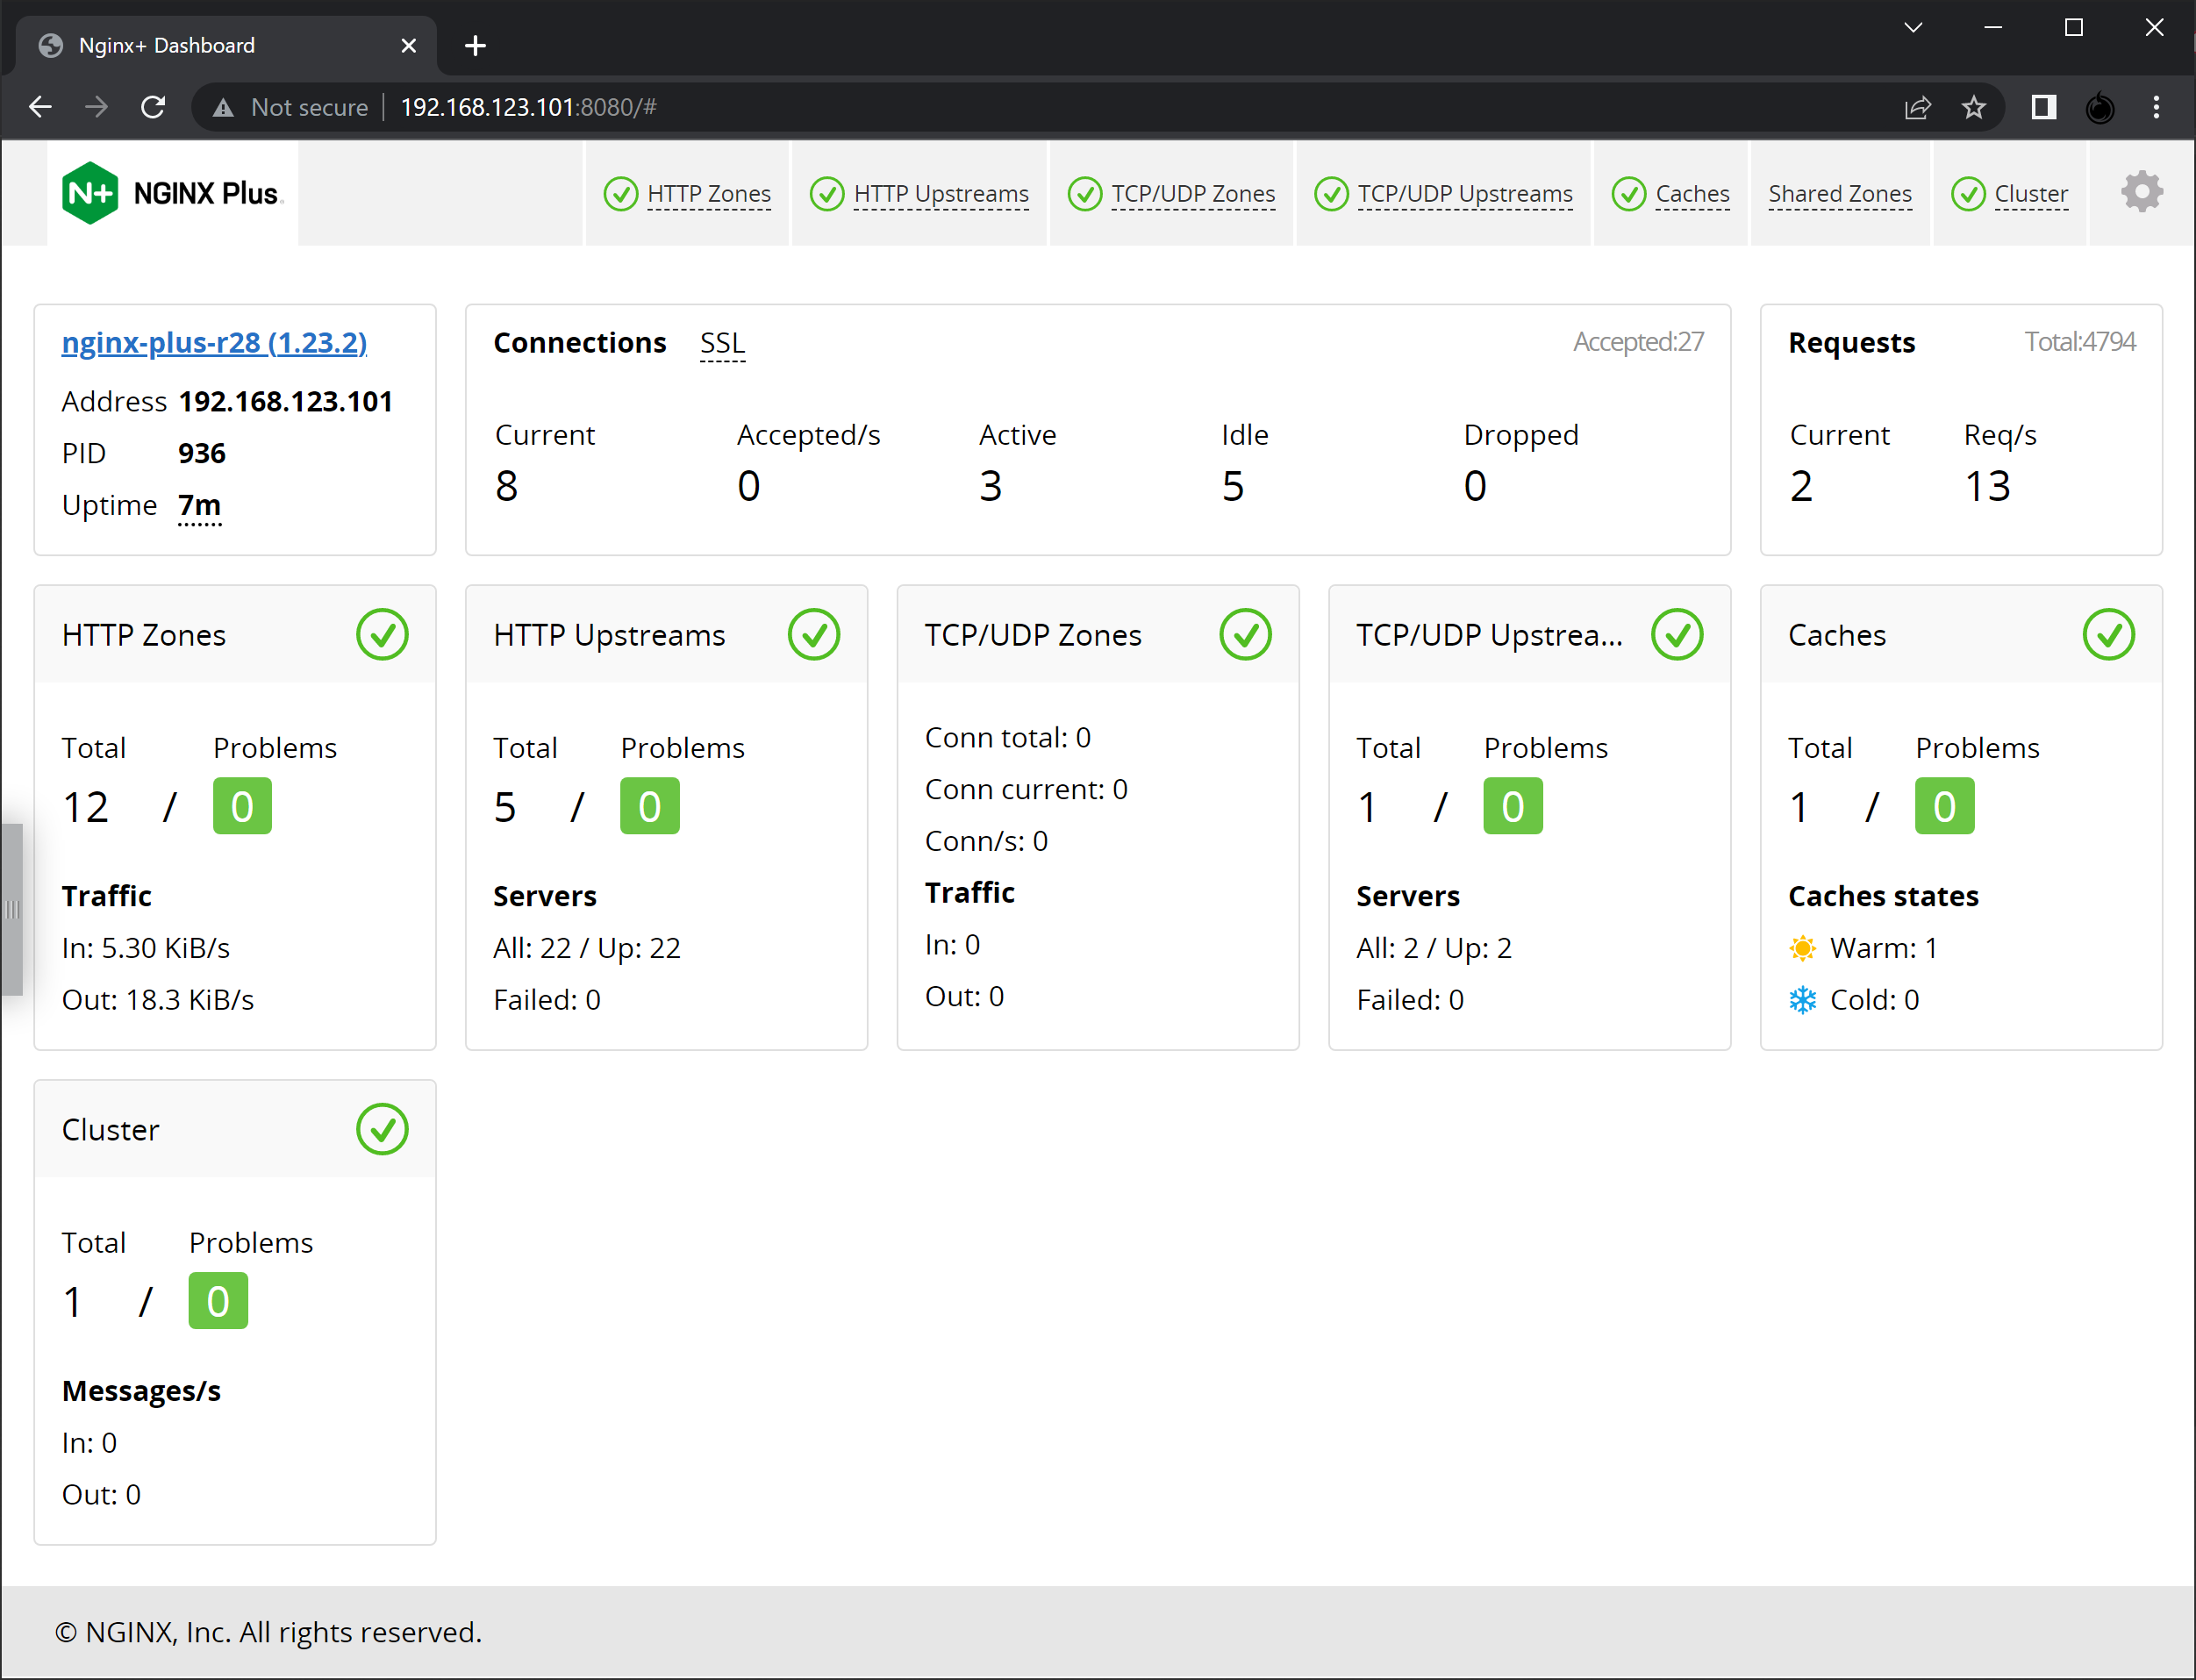 Nginx+ Dashboard
Not secure 192.168.123.101:8080/#
N+ NGINX Plus
HTTP Zones HTTP Upstreams TCP/UDP Zones TCP/UDP Upstreams Caches Shared Zones Cluster
nginx-plus-r28 (1.23.2)
Address 192.168.123.101
PID 936
Uptime 7m
Connections SSL Accepted:27
Current Accepted/s Active Idle Dropped
8 0 3 5 0
Requests Total:4794
Current Req/s
2 13
HTTP Zones
Total Problems
12 / 0
Traffic
In: 5.30 KiB/s
Out: 18.3 KiB/s
HTTP Upstreams
Total Problems
5 / 0
Servers
All: 22 / Up: 22
Failed: 0
TCP/UDP Zones
Conn total: 0
Conn current: 0
Conn/s: 0
Traffic
In: 0
Out: 0
TCP/UDP Upstrea...
Total Problems
1 / 0
Servers
All: 2 / Up: 2
Failed: 0
Caches
Total Problems
1 / 0
Caches states
Warm: 1
Cold: 0
Cluster
Total Problems
1 / 0
Messages/s
In: 0
Out: 0
© NGINX, Inc. All rights reserved.